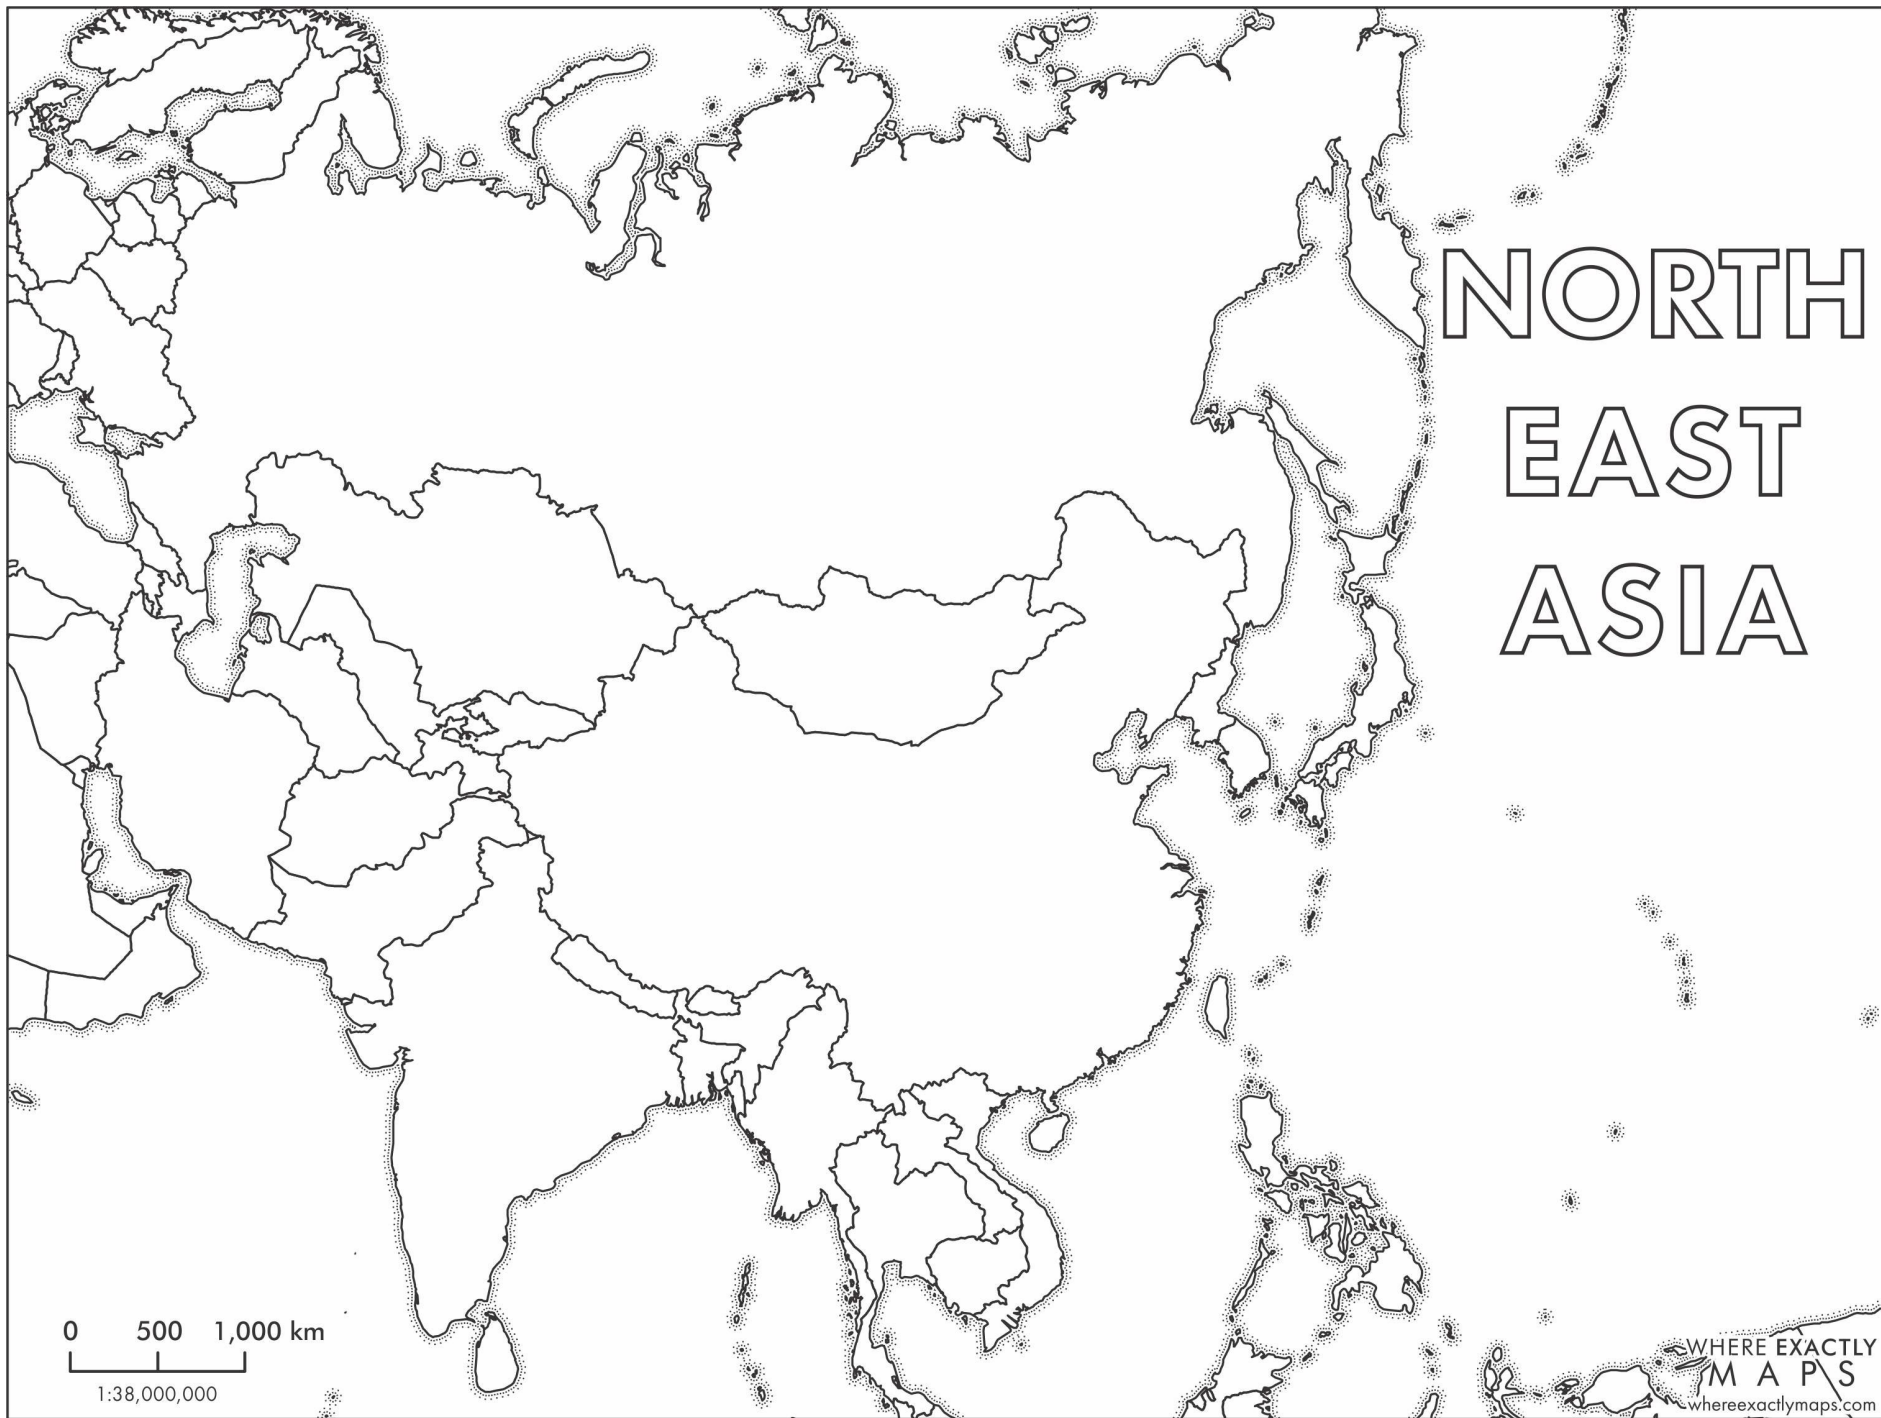 NORTH
EAST
ASIA
0 500 1,000 km
1:38,000,000
WHERE EXACTLY
MAPS
whereexactlymaps.com